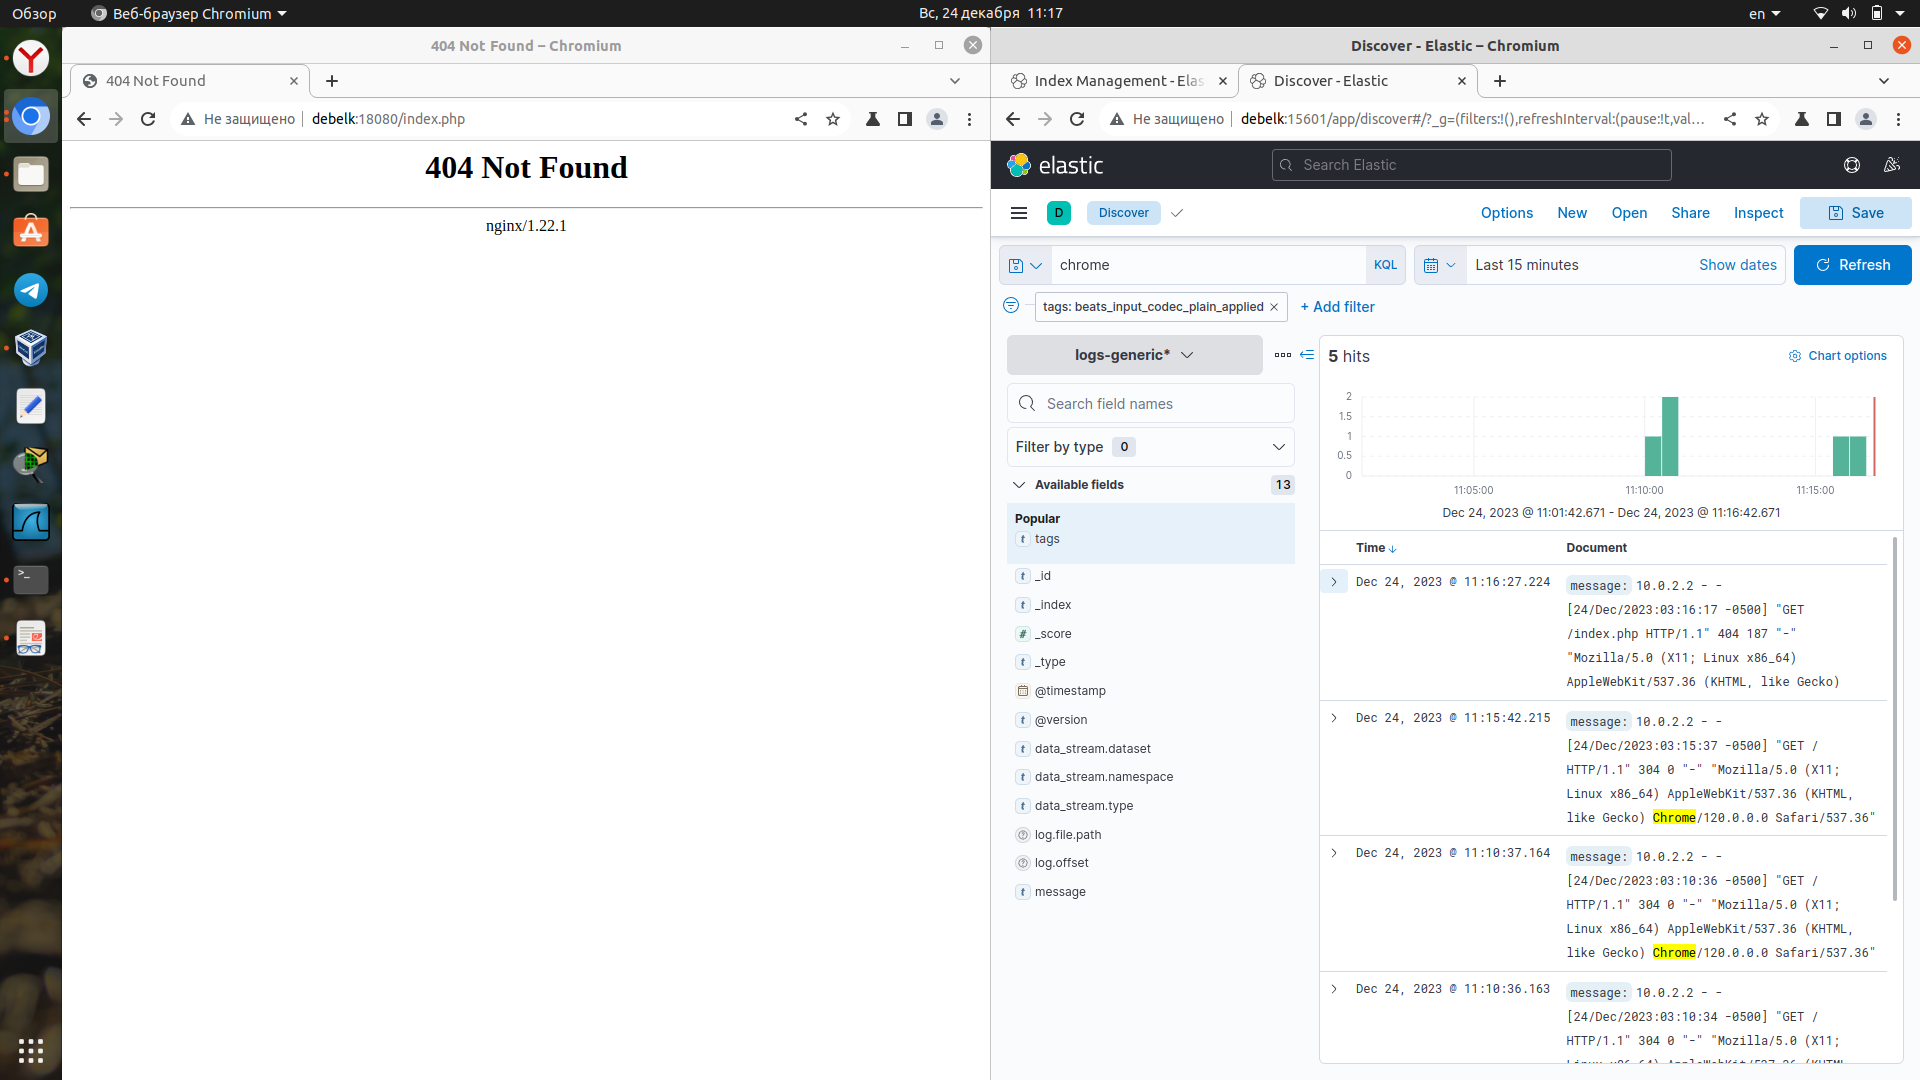 Обзор
Веб-браузер Chromium
Вс, 24 декабря 11:17
en
404 Not Found – Chromium
404 Not Found
Не защищено
debelk:18080/index.php
404 Not Found
nginx/1.22.1
Discover - Elastic – Chromium
Index Management - Elas
Discover - Elastic
Не защищено
debelk:15601/app/discover#/?_g=(filters:!(),refreshInterval:(pause:!t,val…
elastic
Search Elastic
D
Discover
Options
New
Open
Share
Inspect
Save
chrome
KQL
Last 15 minutes
Show dates
Refresh
tags: beats_input_codec_plain_applied
+ Add filter
logs-generic*
Search field names
Filter by type 0
Available fields 13
Popular
t tags
t _id
t _index
# _score
t _type
@timestamp
t @version
t data_stream.dataset
t data_stream.namespace
t data_stream.type
log.file.path
log.offset
t message
5 hits
Chart options
2
1.5
1
0.5
0
11:05:00
11:10:00
11:15:00
Dec 24, 2023 @ 11:01:42.671 - Dec 24, 2023 @ 11:16:42.671
Time
Document
Dec 24, 2023 @ 11:16:27.224
message: 10.0.2.2 - -
[24/Dec/2023:03:16:17 -0500] "GET
/index.php HTTP/1.1" 404 187 "-"
"Mozilla/5.0 (X11; Linux x86_64)
AppleWebKit/537.36 (KHTML, like Gecko)
Dec 24, 2023 @ 11:15:42.215
message: 10.0.2.2 - -
[24/Dec/2023:03:15:37 -0500] "GET /
HTTP/1.1" 304 0 "-" "Mozilla/5.0 (X11;
Linux x86_64) AppleWebKit/537.36 (KHTML,
like Gecko) Chrome/120.0.0.0 Safari/537.36"
Dec 24, 2023 @ 11:10:37.164
message: 10.0.2.2 - -
[24/Dec/2023:03:10:36 -0500] "GET /
HTTP/1.1" 304 0 "-" "Mozilla/5.0 (X11;
Linux x86_64) AppleWebKit/537.36 (KHTML,
like Gecko) Chrome/120.0.0.0 Safari/537.36"
Dec 24, 2023 @ 11:10:36.163
message: 10.0.2.2 - -
[24/Dec/2023:03:10:34 -0500] "GET /
HTTP/1.1" 304 0 "-" "Mozilla/5.0 (X11;
Linux x86_64) AppleWebKit/537.36 (KHTML,